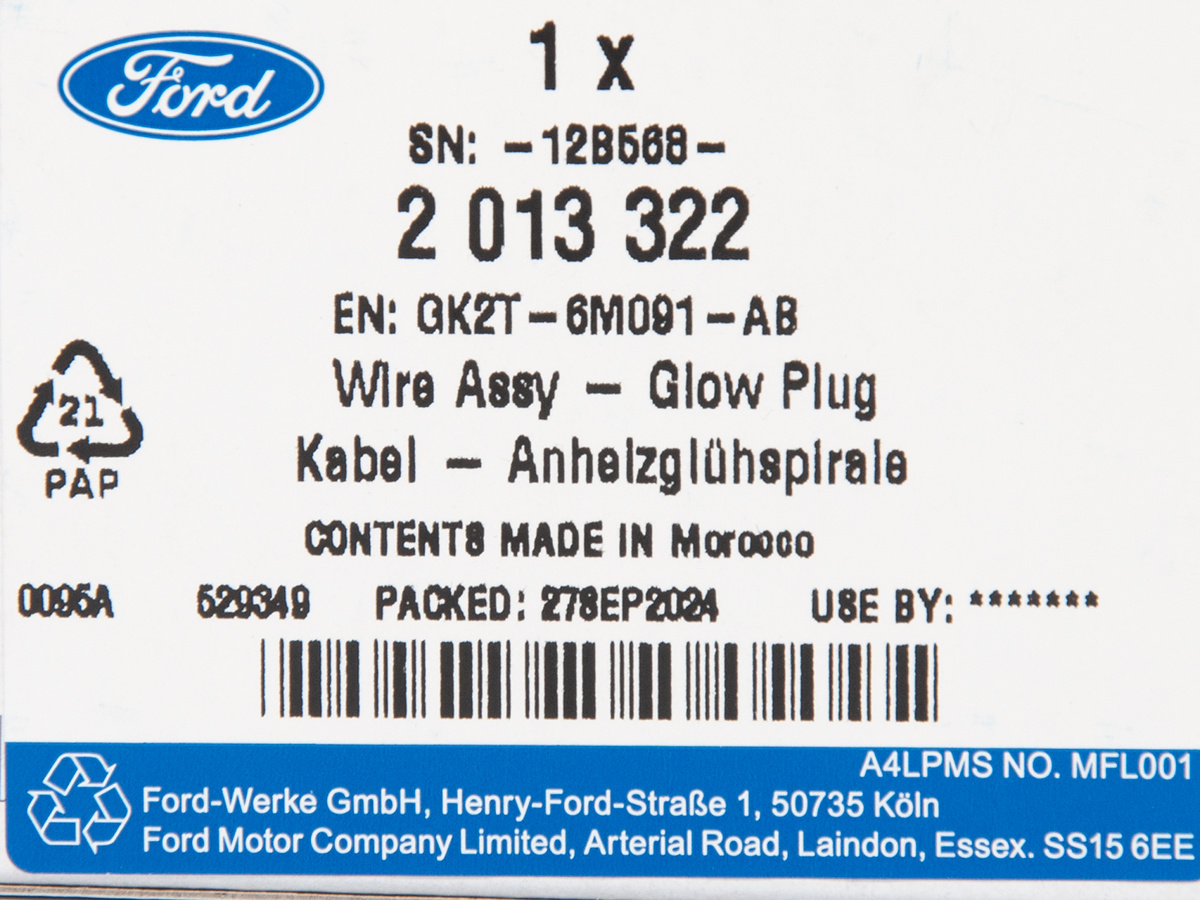 Ford
1 x
SN: -12B568-
2 013 322
EN: GK2T-6M091-AB
Wire Assy - Glow Plug
Kabel - Anheizglühspirale
21
PAP
CONTENTS MADE IN Morocco
0095A 529349 PACKED: 27SEP2024 USE BY: *******
A4LPMS NO. MFL001
Ford-Werke GmbH, Henry-Ford-Straße 1, 50735 Köln
Ford Motor Company Limited, Arterial Road, Laindon, Essex. SS15 6EE